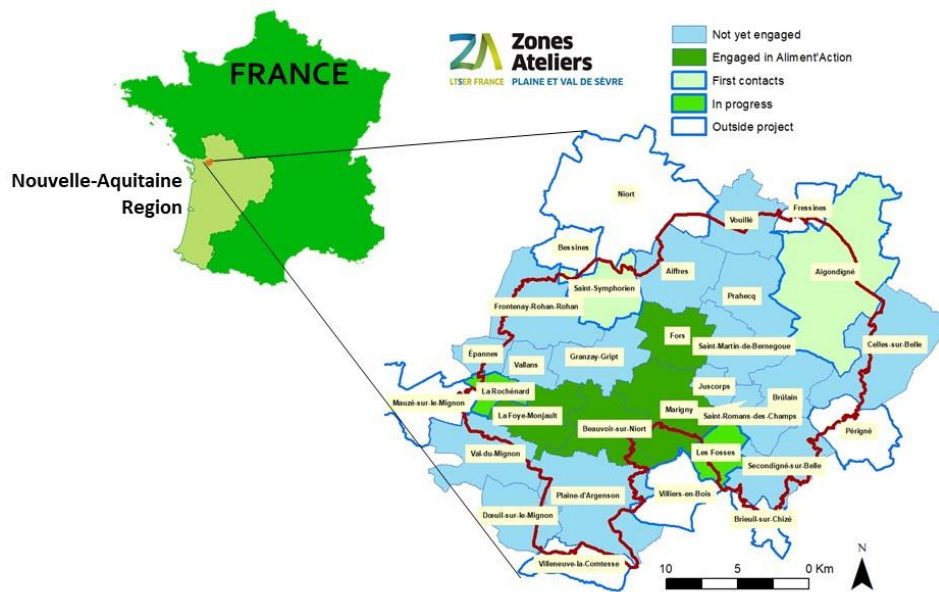 FRANCE
Nouvelle-Aquitaine
Region
ZA
Zones
Ateliers
LTSER FRANCE
PLAINE ET VAL DE SÈVRE
Not yet engaged
Engaged in Aliment'Action
First contacts
In progress
Outside project
Niort
Vouillé
Fressines
Bessines
Aiffres
Aigondigné
Saint-Symphorien
Prahecq
Frontenay-Rohan-Rohan
Fors
Saint-Martin-de-Bernegoue
Celles-sur-Belle
Épannes
Vallans
Granzay-Gript
La Rochénard
Juscorps
Brûlain
Mauzé-sur-le-Mignon
La Foye-Monjault
Marigny
Saint-Romans-des-Champs
Beauvoir-sur-Niort
Périgné
Val-du-Mignon
Les Fosses
Secondigné-sur-Belle
Plaine-d'Argenson
Villiers-en-Bois
Dœuil-sur-le-Mignon
Brieuil-sur-Chizé
Villeneuve-la-Comtesse
10 5 0 Km
N